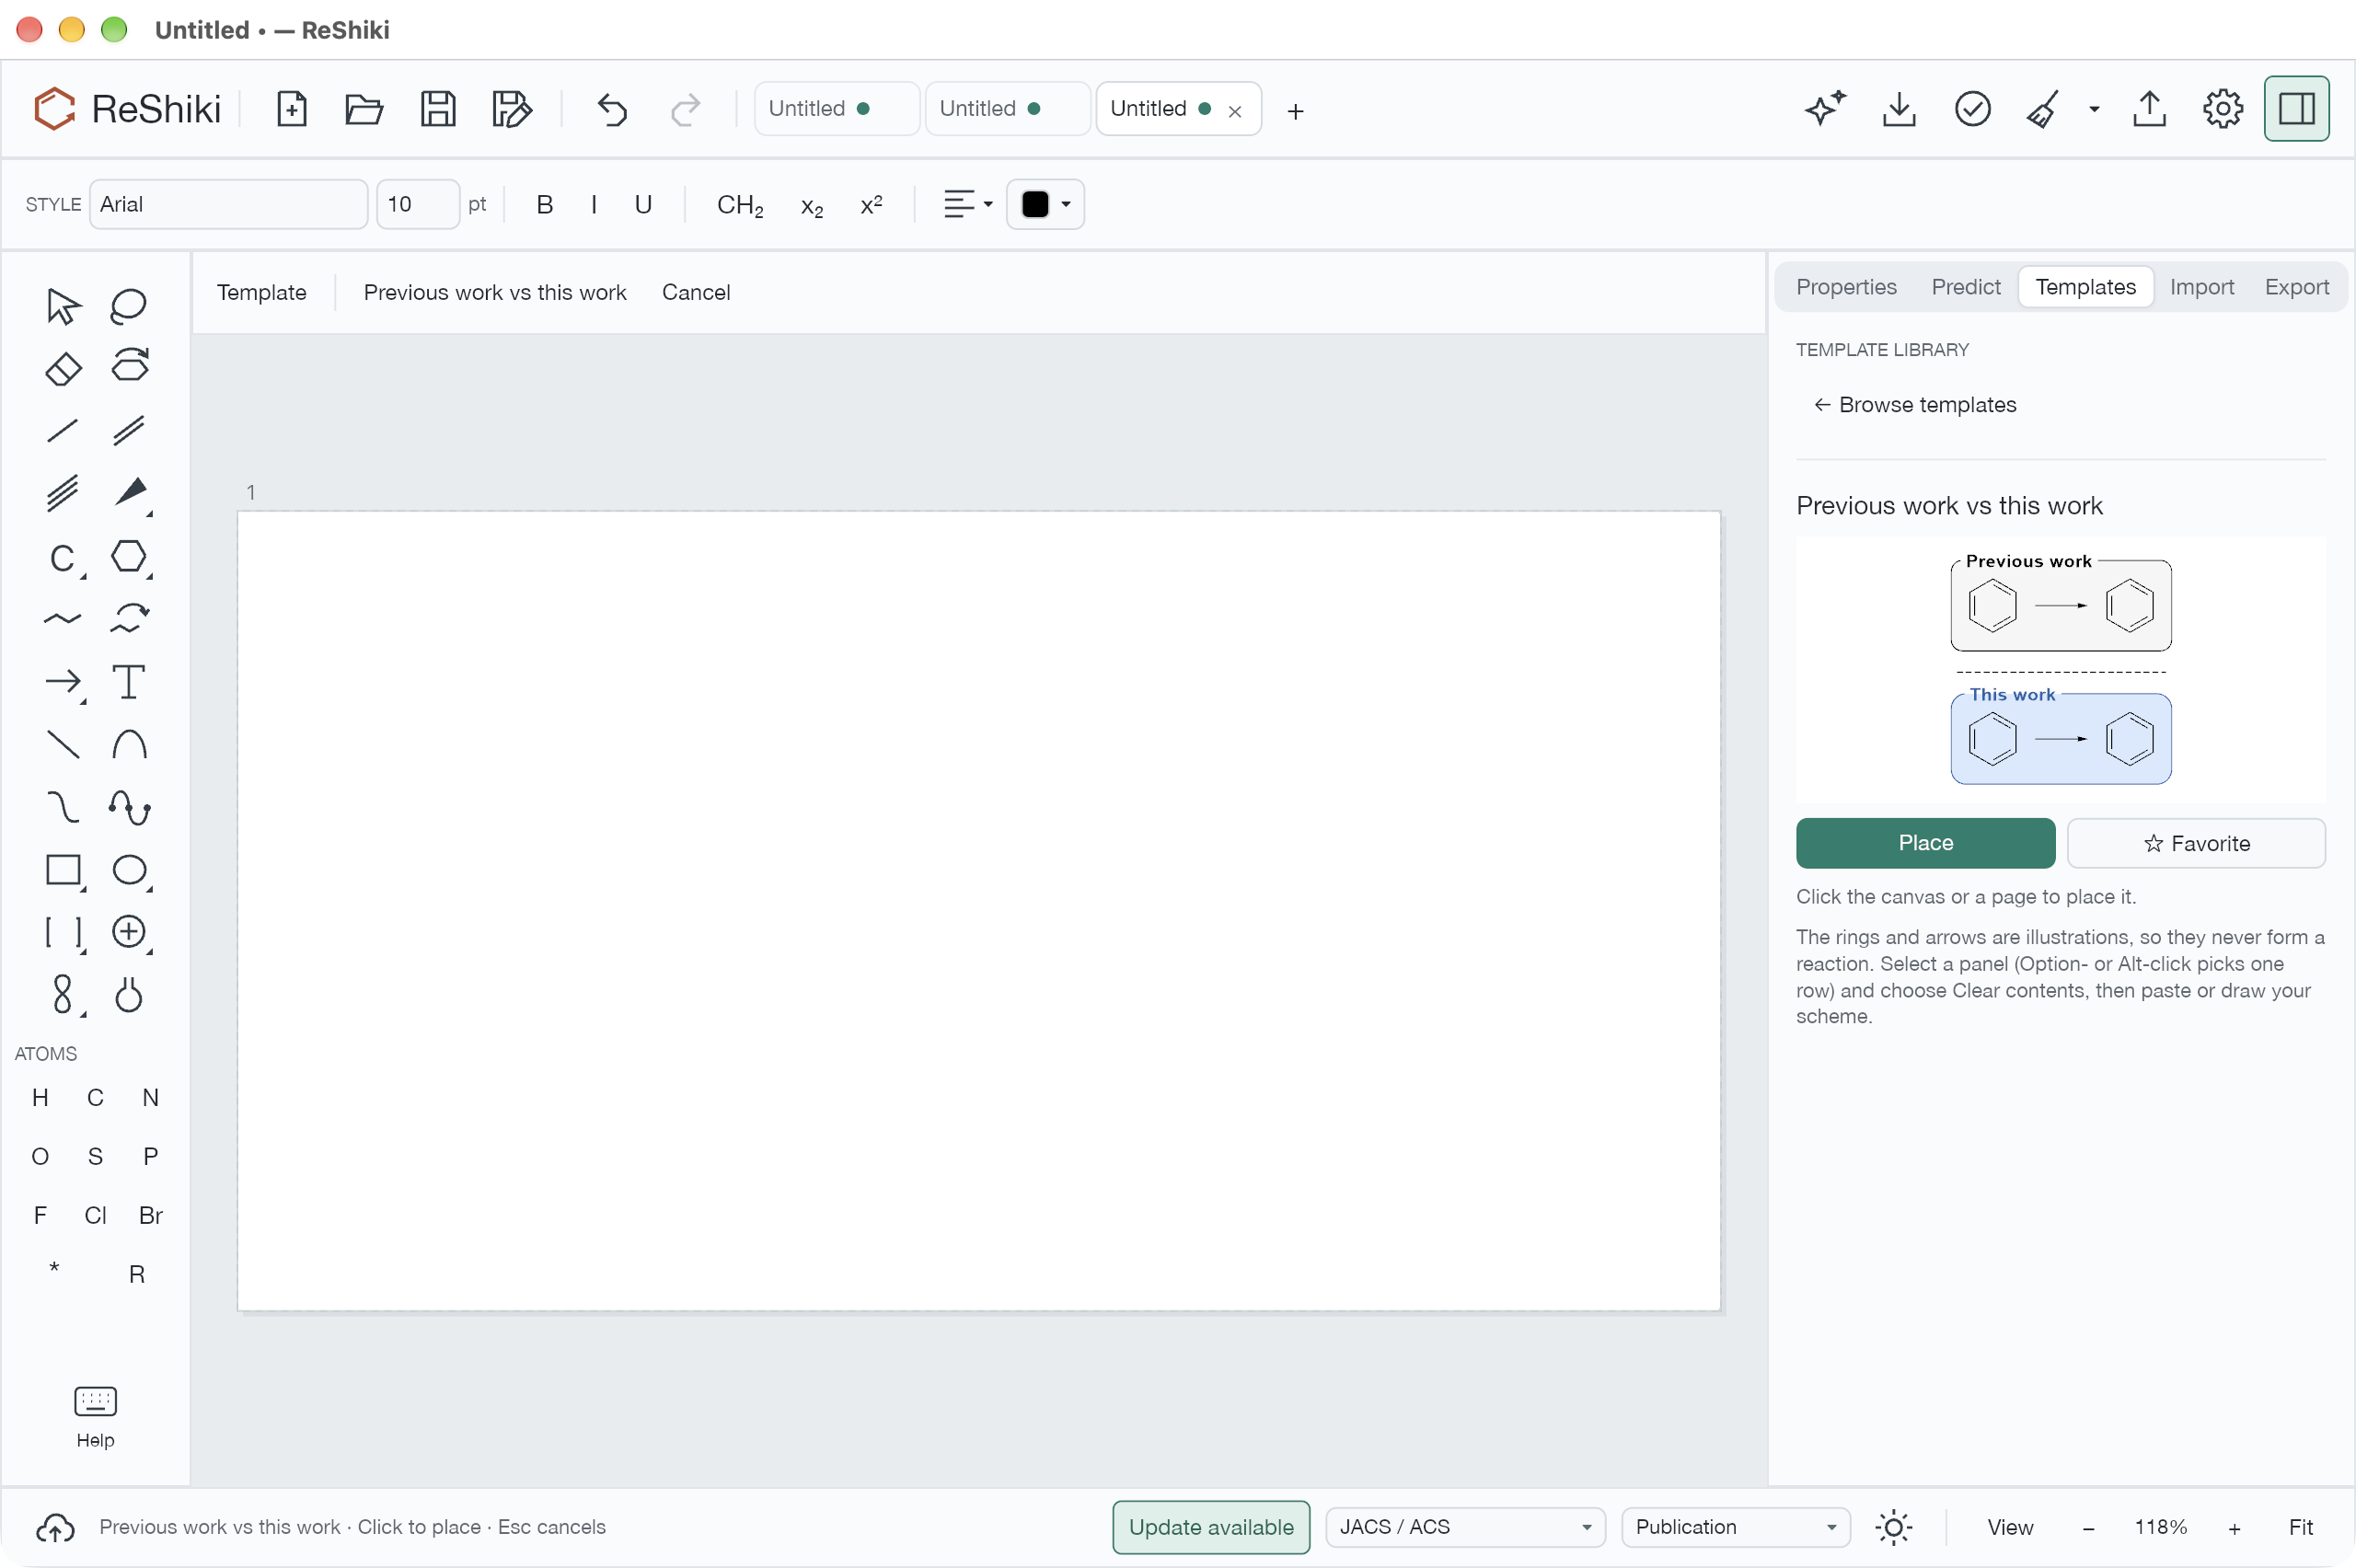 Untitled • — ReShiki
ReShiki
Untitled
Untitled
Untitled
STYLE Arial 10 pt B I U CH₂ x₂ x²
Template Previous work vs this work Cancel
Properties Predict Templates Import Export
TEMPLATE LIBRARY
← Browse templates
Previous work vs this work
Previous work
This work
Place ☆ Favorite
Click the canvas or a page to place it.
The rings and arrows are illustrations, so they never form a
reaction. Select a panel (Option- or Alt-click picks one
row) and choose Clear contents, then paste or draw your
scheme.
1
C
T
ATOMS
H C N
O S P
F Cl Br
* R
Help
Previous work vs this work · Click to place · Esc cancels
Update available
JACS / ACS
Publication
View − 118% + Fit